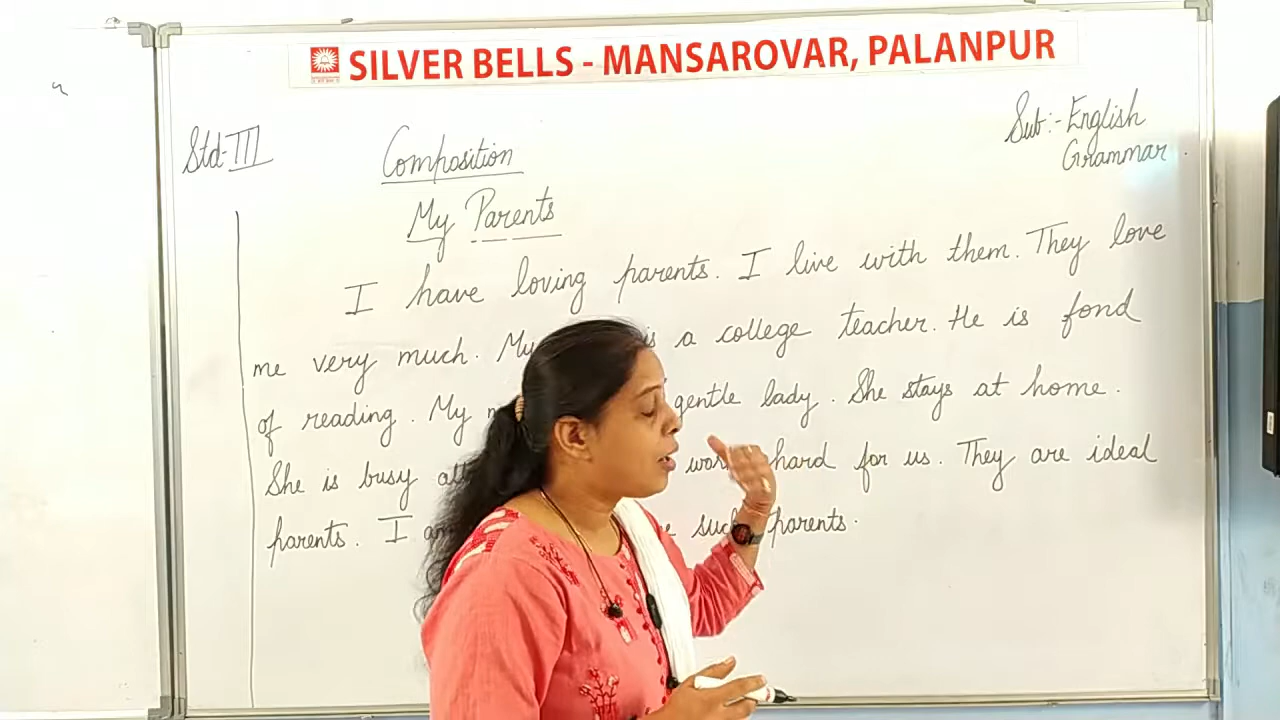 SILVER BELLS - MANSAROVAR, PALANPUR
Std-III
Sub:- English
Grammar
Composition
My Parents
I have loving parents. I live with them. They love
me very much. My is a college teacher. He is fond
of reading. My gentle lady. She stays at home.
She is busy hard for us. They are ideal
parents. I such parents.